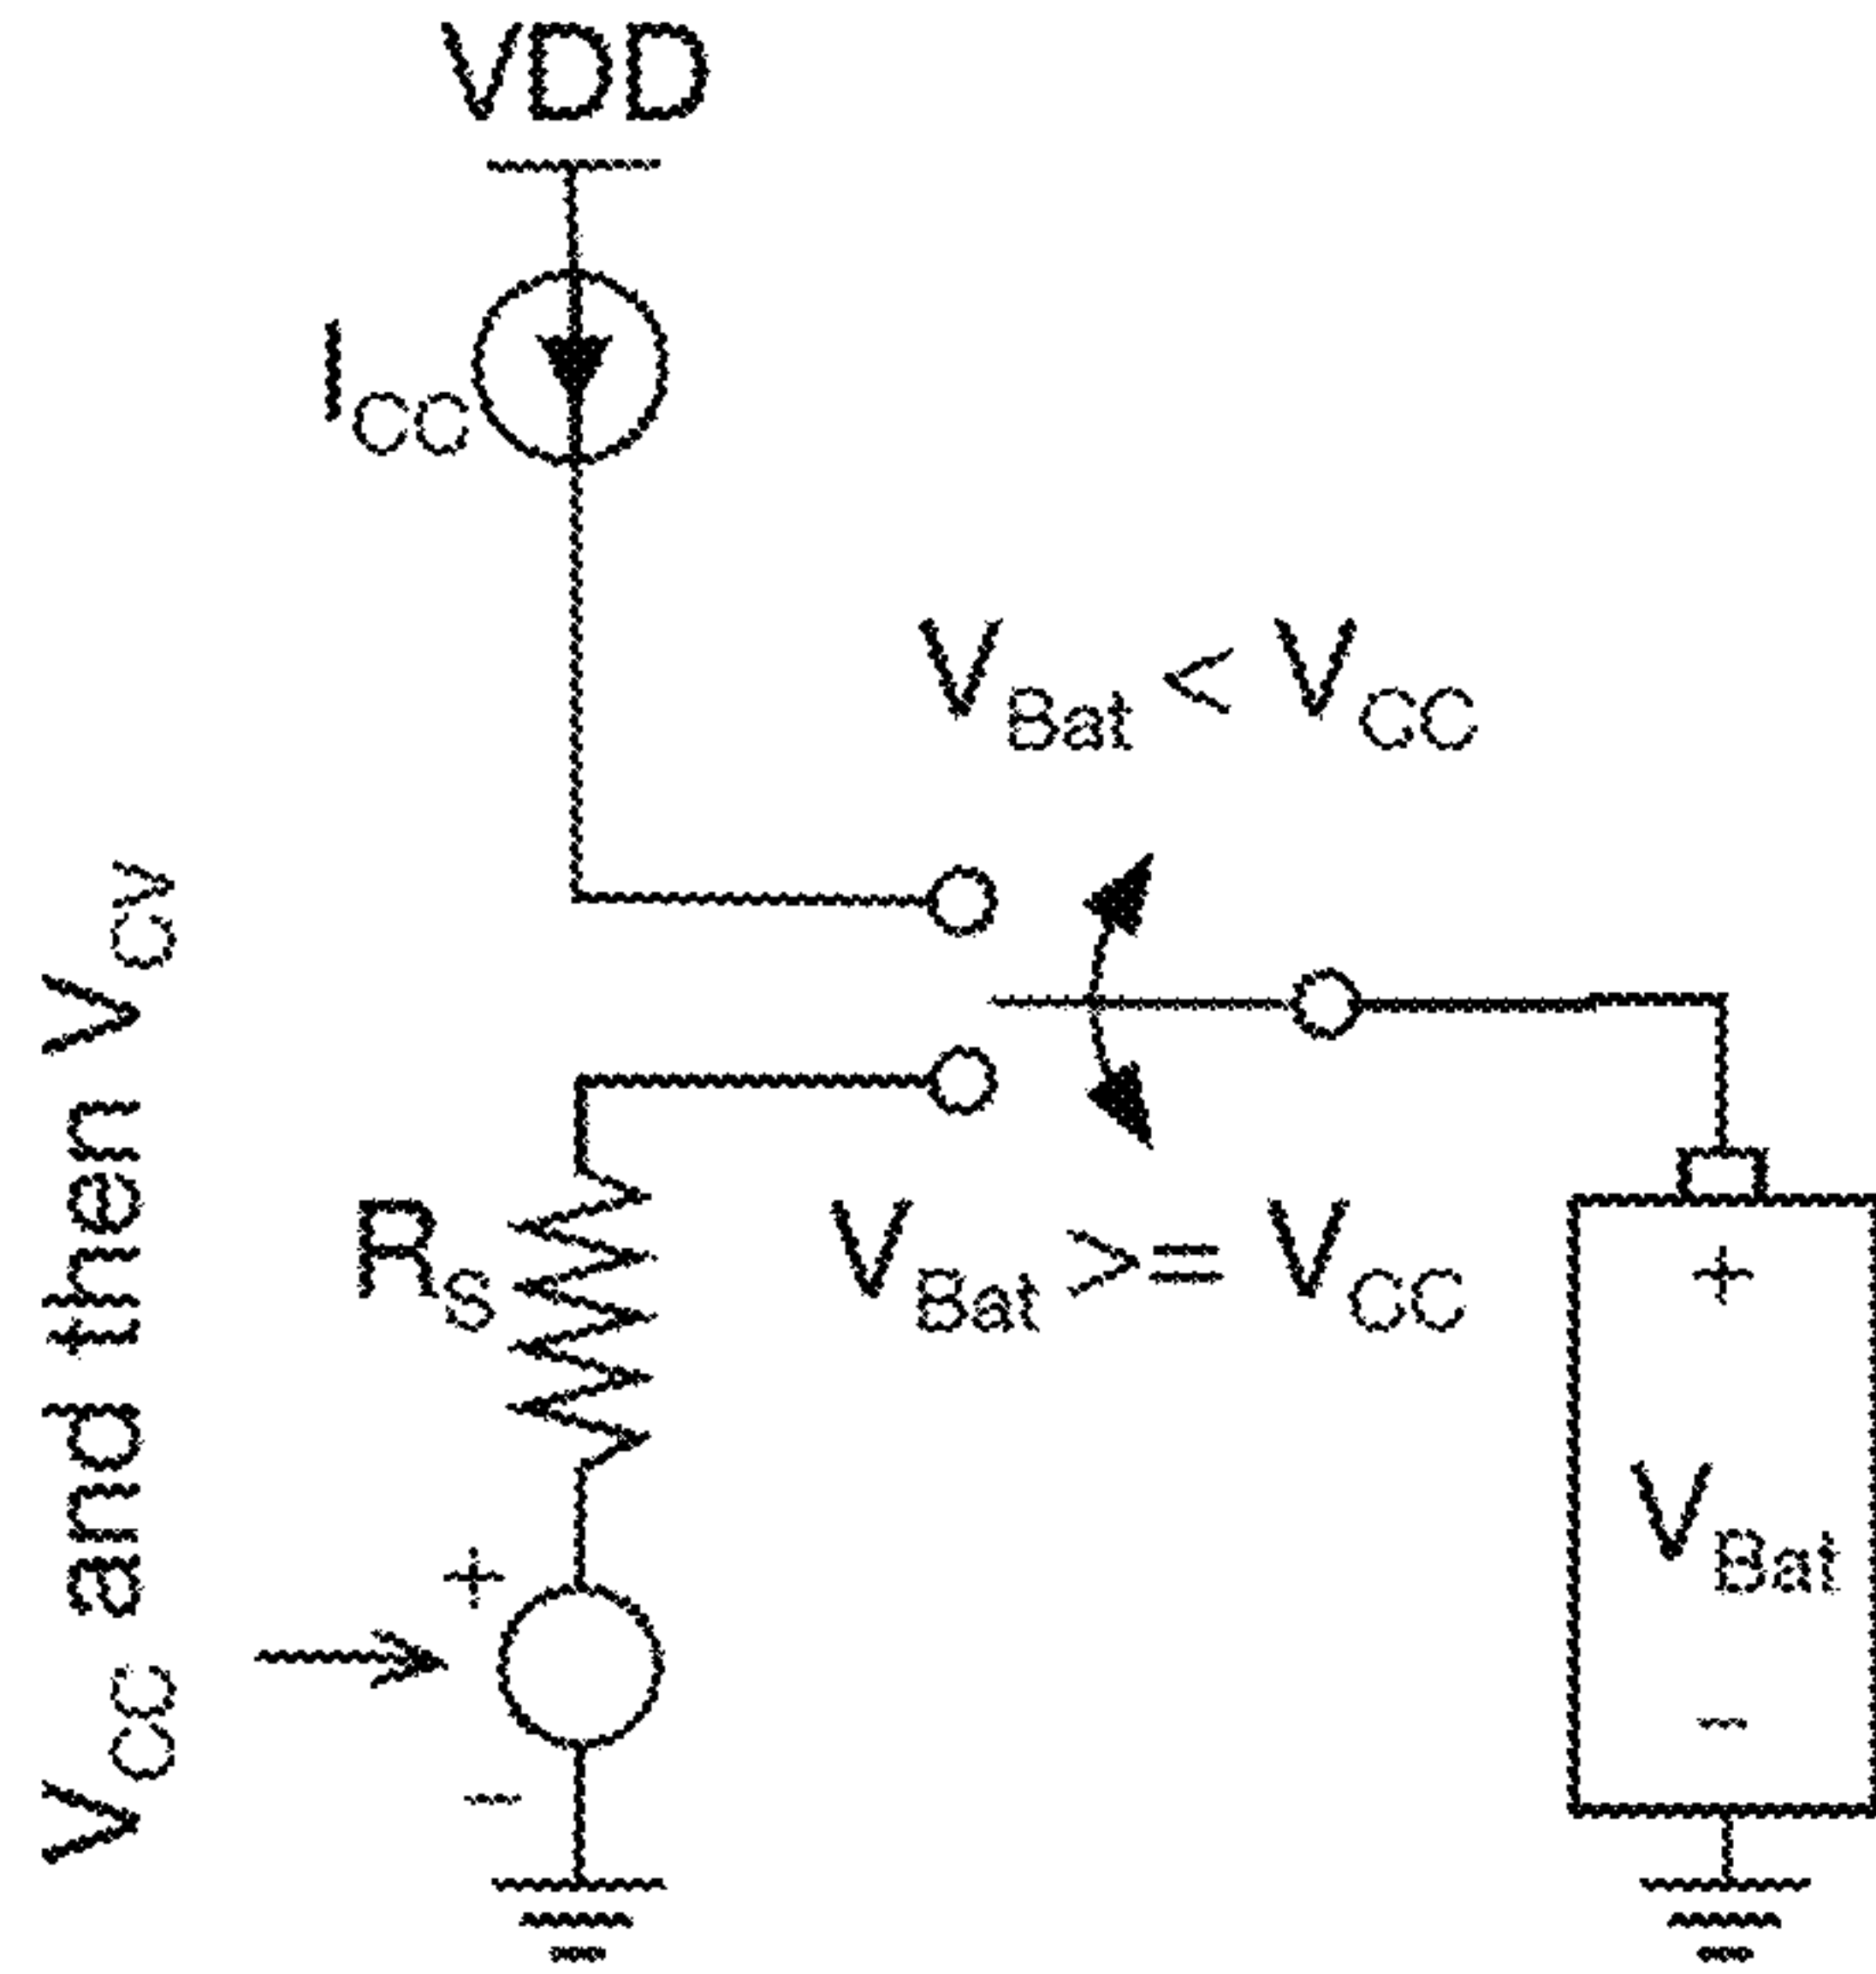 VDD
ICC
VBat < VCC
VCC and then VCV
RS
VBat >= VCC
+
+
VBat
−
−